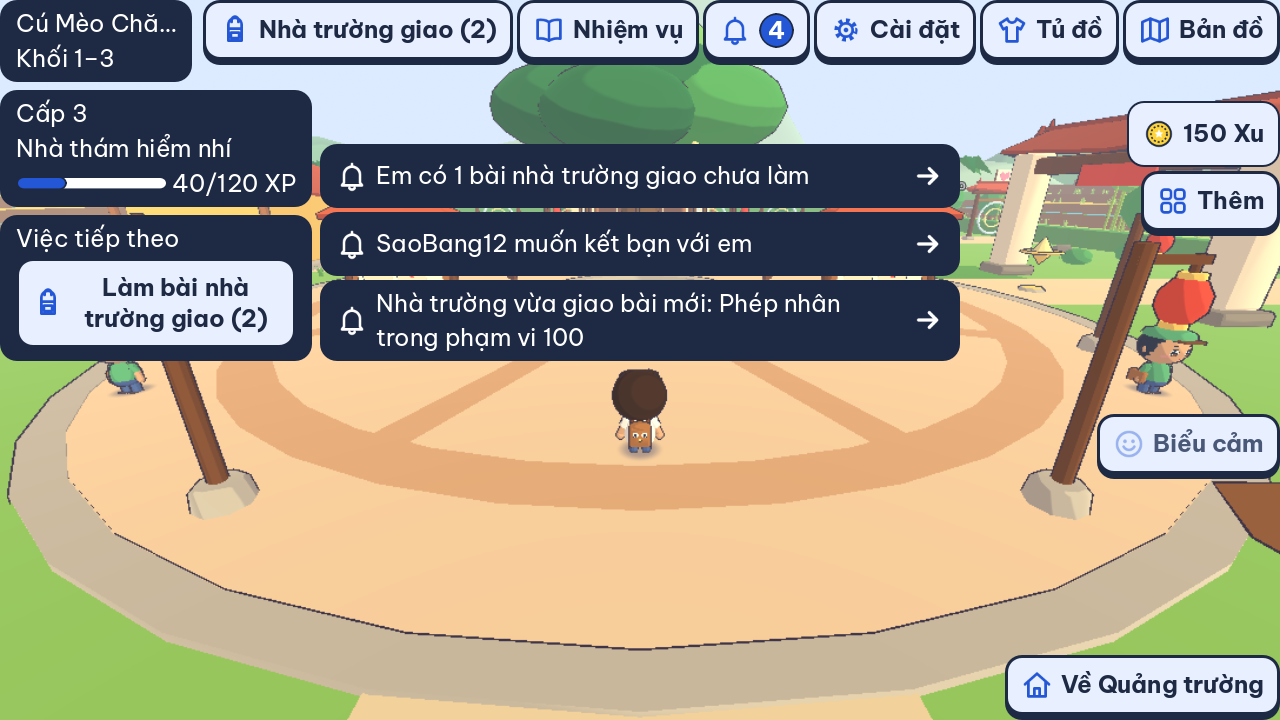 Cú Mèo Chă...
Khối 1–3
Nhà trường giao (2)
Nhiệm vụ
4
Cài đặt
Tủ đồ
Bản đồ
Cấp 3
Nhà thám hiểm nhí
40/120 XP
150 Xu
Thêm
Việc tiếp theo
Làm bài nhà
trường giao (2)
Em có 1 bài nhà trường giao chưa làm
SaoBang12 muốn kết bạn với em
Nhà trường vừa giao bài mới: Phép nhân
trong phạm vi 100
Biểu cảm
Về Quảng trường